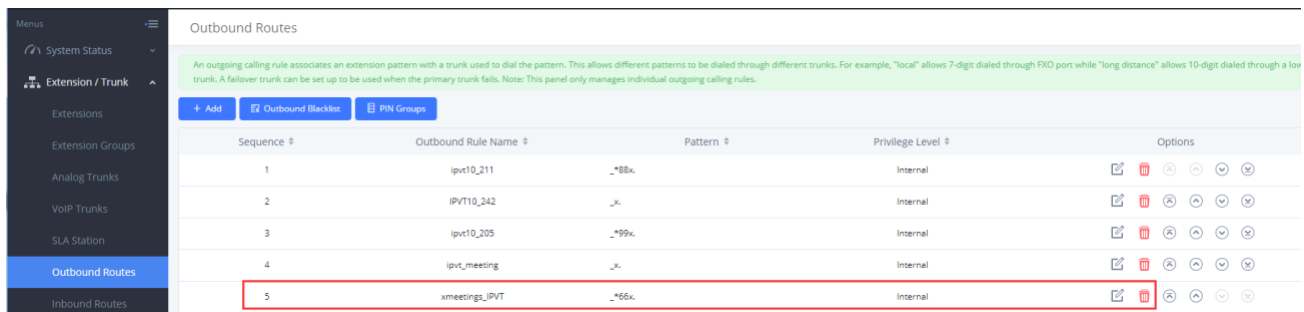 Menus
System Status
Extension / Trunk
Extensions
Extension Groups
Analog Trunks
VoIP Trunks
SLA Station
Outbound Routes
Inbound Routes
Outbound Routes
An outgoing calling rule associates an extension pattern with a trunk used to dial the pattern. This allows different patterns to be dialed through different trunks. For example, "local" allows 7-digit dialed through FXO port while "long distance" allows 10-digit dialed through a low
trunk. A failover trunk can be set up to be used when the primary trunk fails. Note: This panel only manages individual outgoing calling rules.
+ Add Outbound Blacklist PIN Groups
Sequence Outbound Rule Name Pattern Privilege Level Options
1 ipvt10_211 _*88x. Internal
2 IPVT10_242 _x. Internal
3 ipvt10_205 _*99x. Internal
4 ipvt_meeting _x. Internal
5 xmeetings_IPVT _*66x. Internal